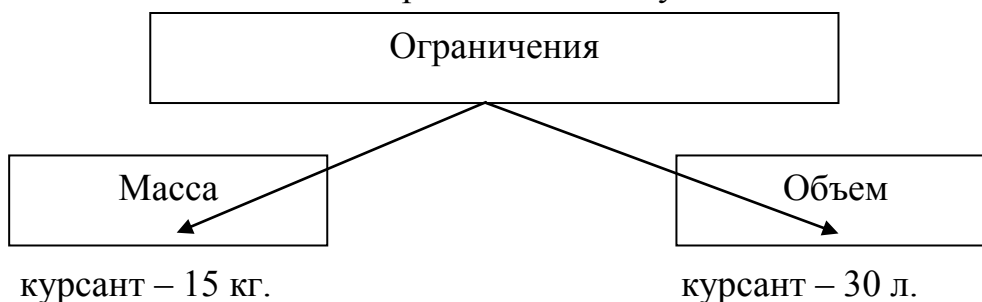 Ограничения
Масса
Объем
курсант – 15 кг.
курсант – 30 л.